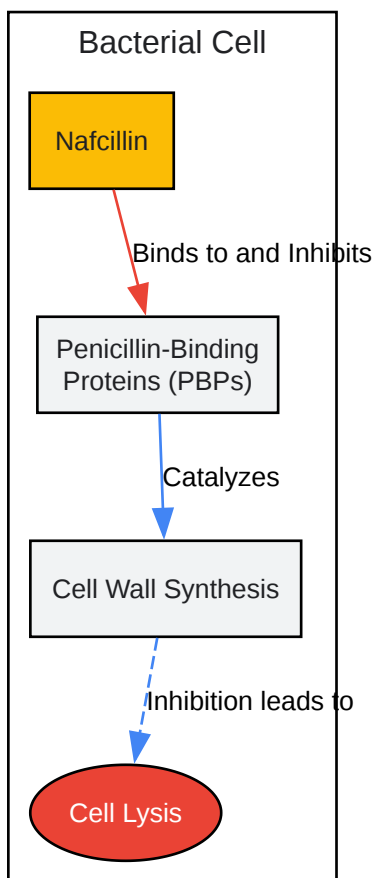 Bacterial Cell
Nafcillin
Binds to and Inhibits
Penicillin-Binding
Proteins (PBPs)
Catalyzes
Cell Wall Synthesis
Inhibition leads to
Cell Lysis